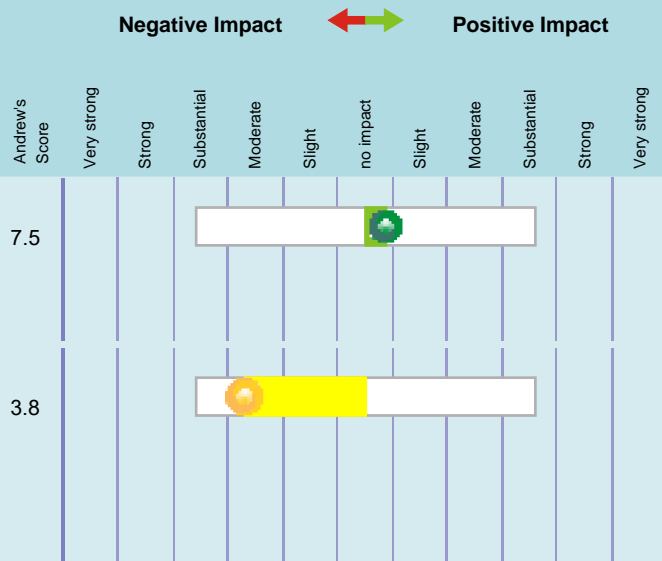 Negative Impact
Positive Impact
Andrew's
Score
Very strong
Strong
Substantial
Moderate
Slight
no impact
Slight
Moderate
Substantial
Strong
Very strong
7.5
3.8